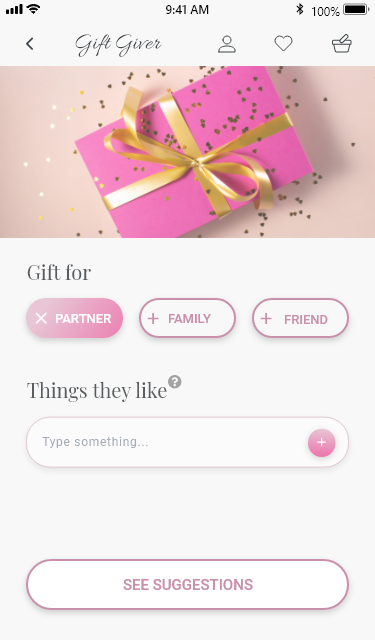 9:41 AM
100%
Gift Giver
Gift for
PARTNER
FAMILY
FRIEND
Things they like
?
Type something...
SEE SUGGESTIONS